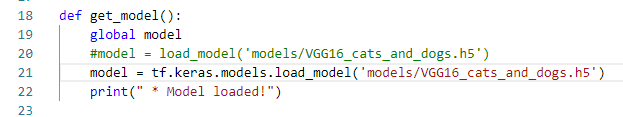 18 def get_model():
19     global model
20     #model = load_model('models/VGG16_cats_and_dogs.h5')
21     model = tf.keras.models.load_model('models/VGG16_cats_and_dogs.h5')
22     print(" * Model loaded!")
23